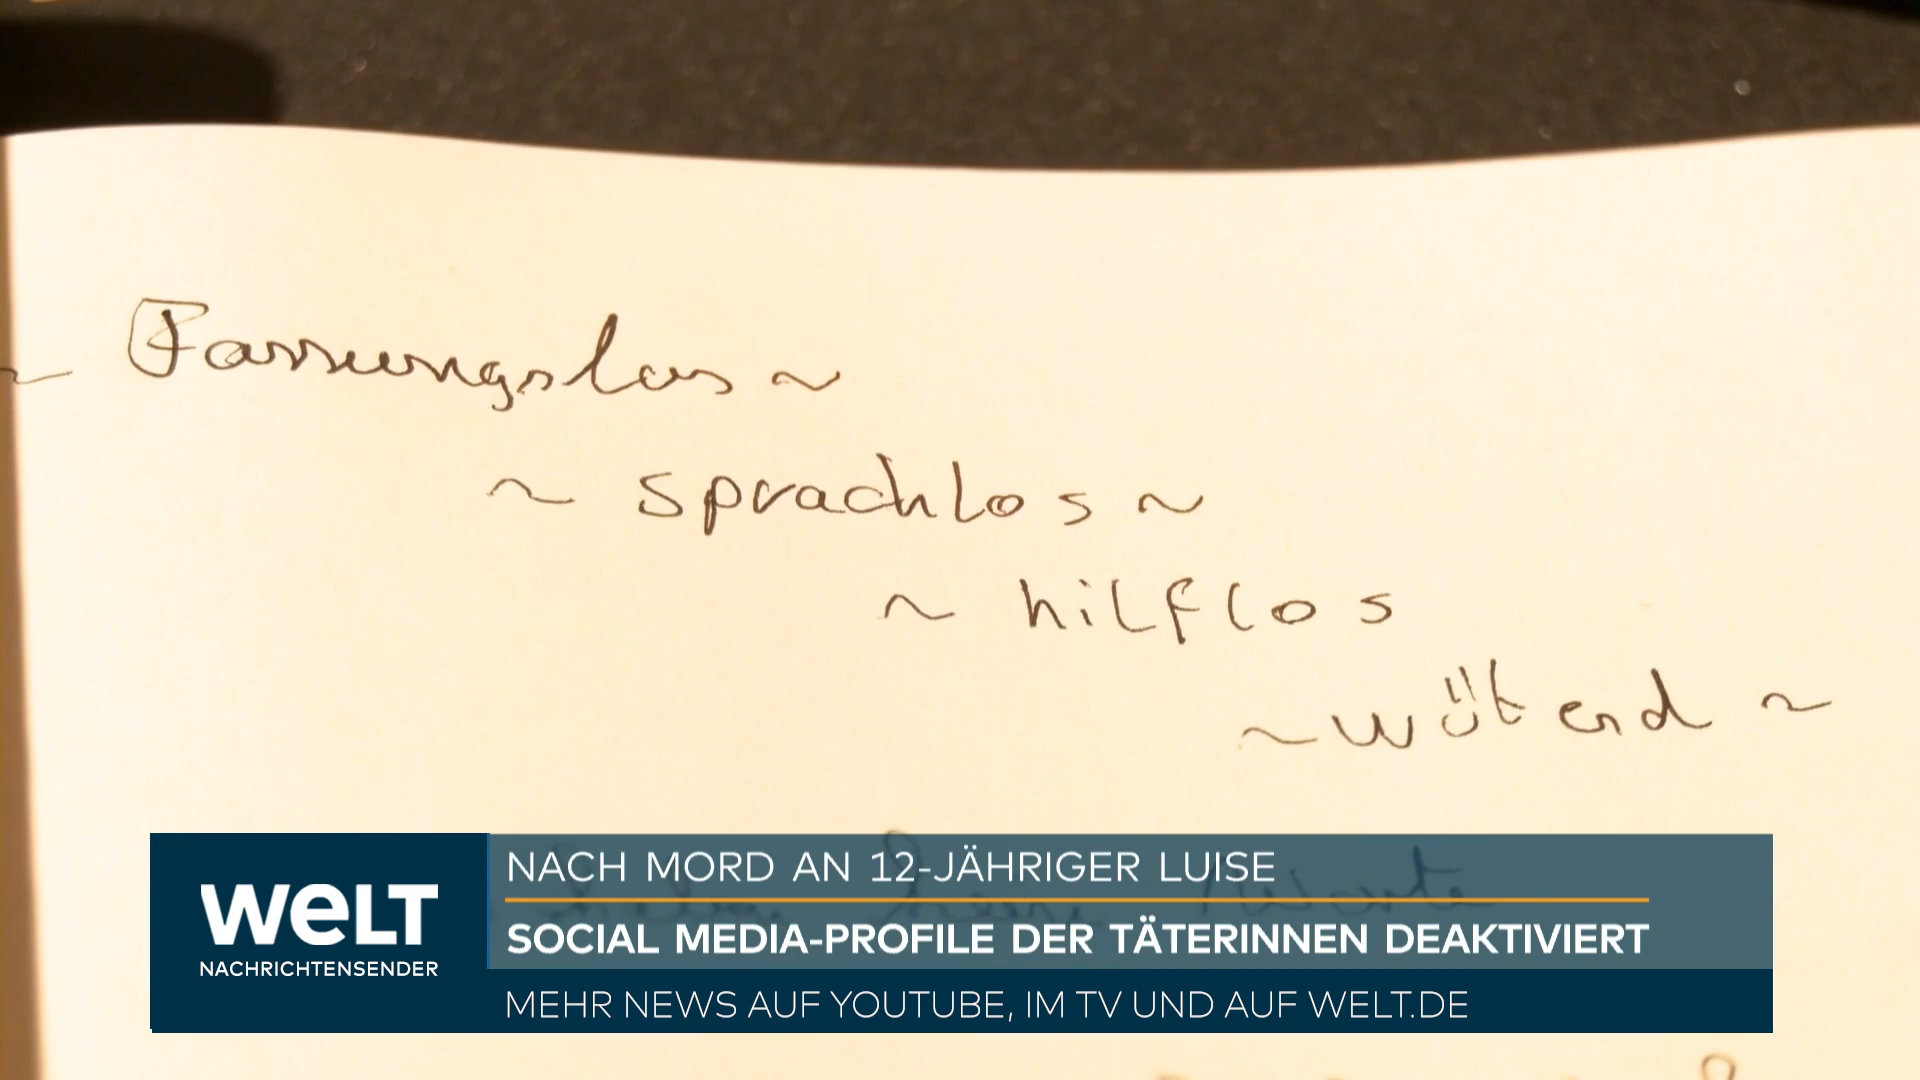 ~ Fassungslos ~
~ sprachlos ~
~ hilflos
~ wütend ~
WELT
NACHRICHTENSENDER
NACH MORD AN 12-JÄHRIGER LUISE
SOCIAL MEDIA-PROFILE DER TÄTERINNEN DEAKTIVIERT
MEHR NEWS AUF YOUTUBE, IM TV UND AUF WELT.DE